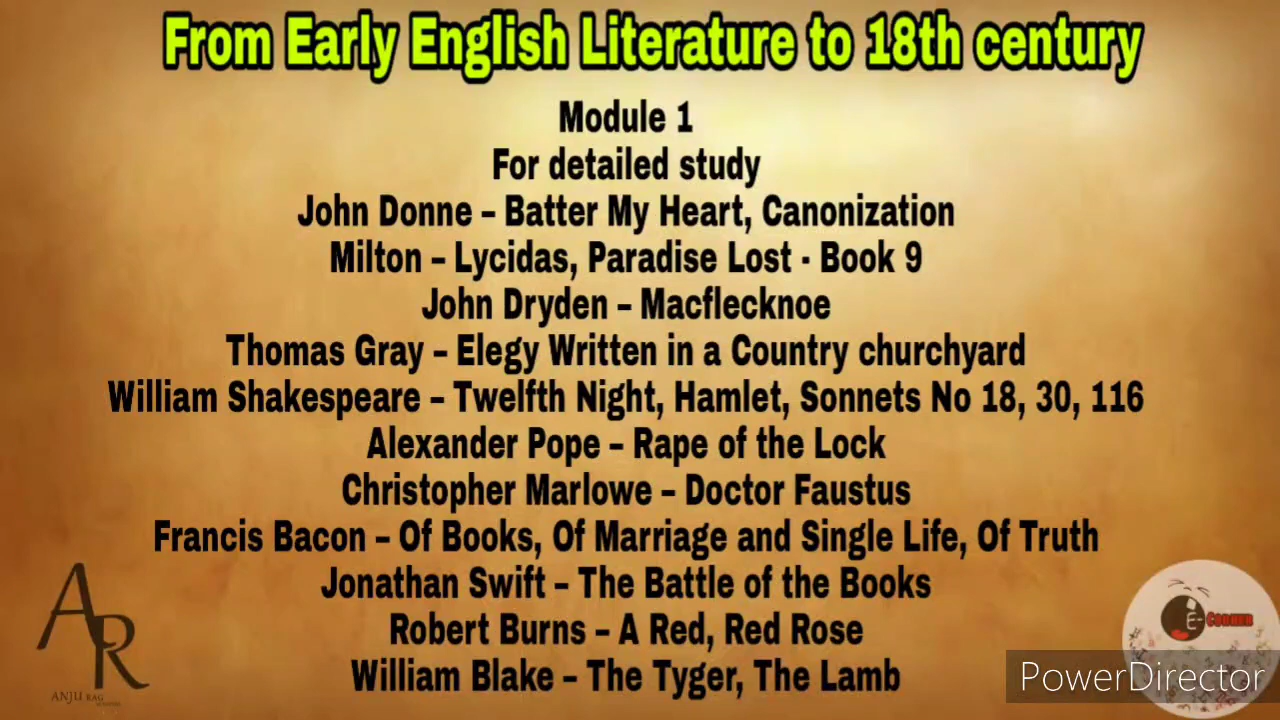 From Early English Literature to 18th century
Module 1
For detailed study
John Donne – Batter My Heart, Canonization
Milton – Lycidas, Paradise Lost - Book 9
John Dryden – Macflecknoe
Thomas Gray – Elegy Written in a Country churchyard
William Shakespeare – Twelfth Night, Hamlet, Sonnets No 18, 30, 116
Alexander Pope – Rape of the Lock
Christopher Marlowe – Doctor Faustus
Francis Bacon – Of Books, Of Marriage and Single Life, Of Truth
Jonathan Swift – The Battle of the Books
Robert Burns – A Red, Red Rose
William Blake – The Tyger, The Lamb
AR
ANJU RAG
E-CORNER
PowerDirector